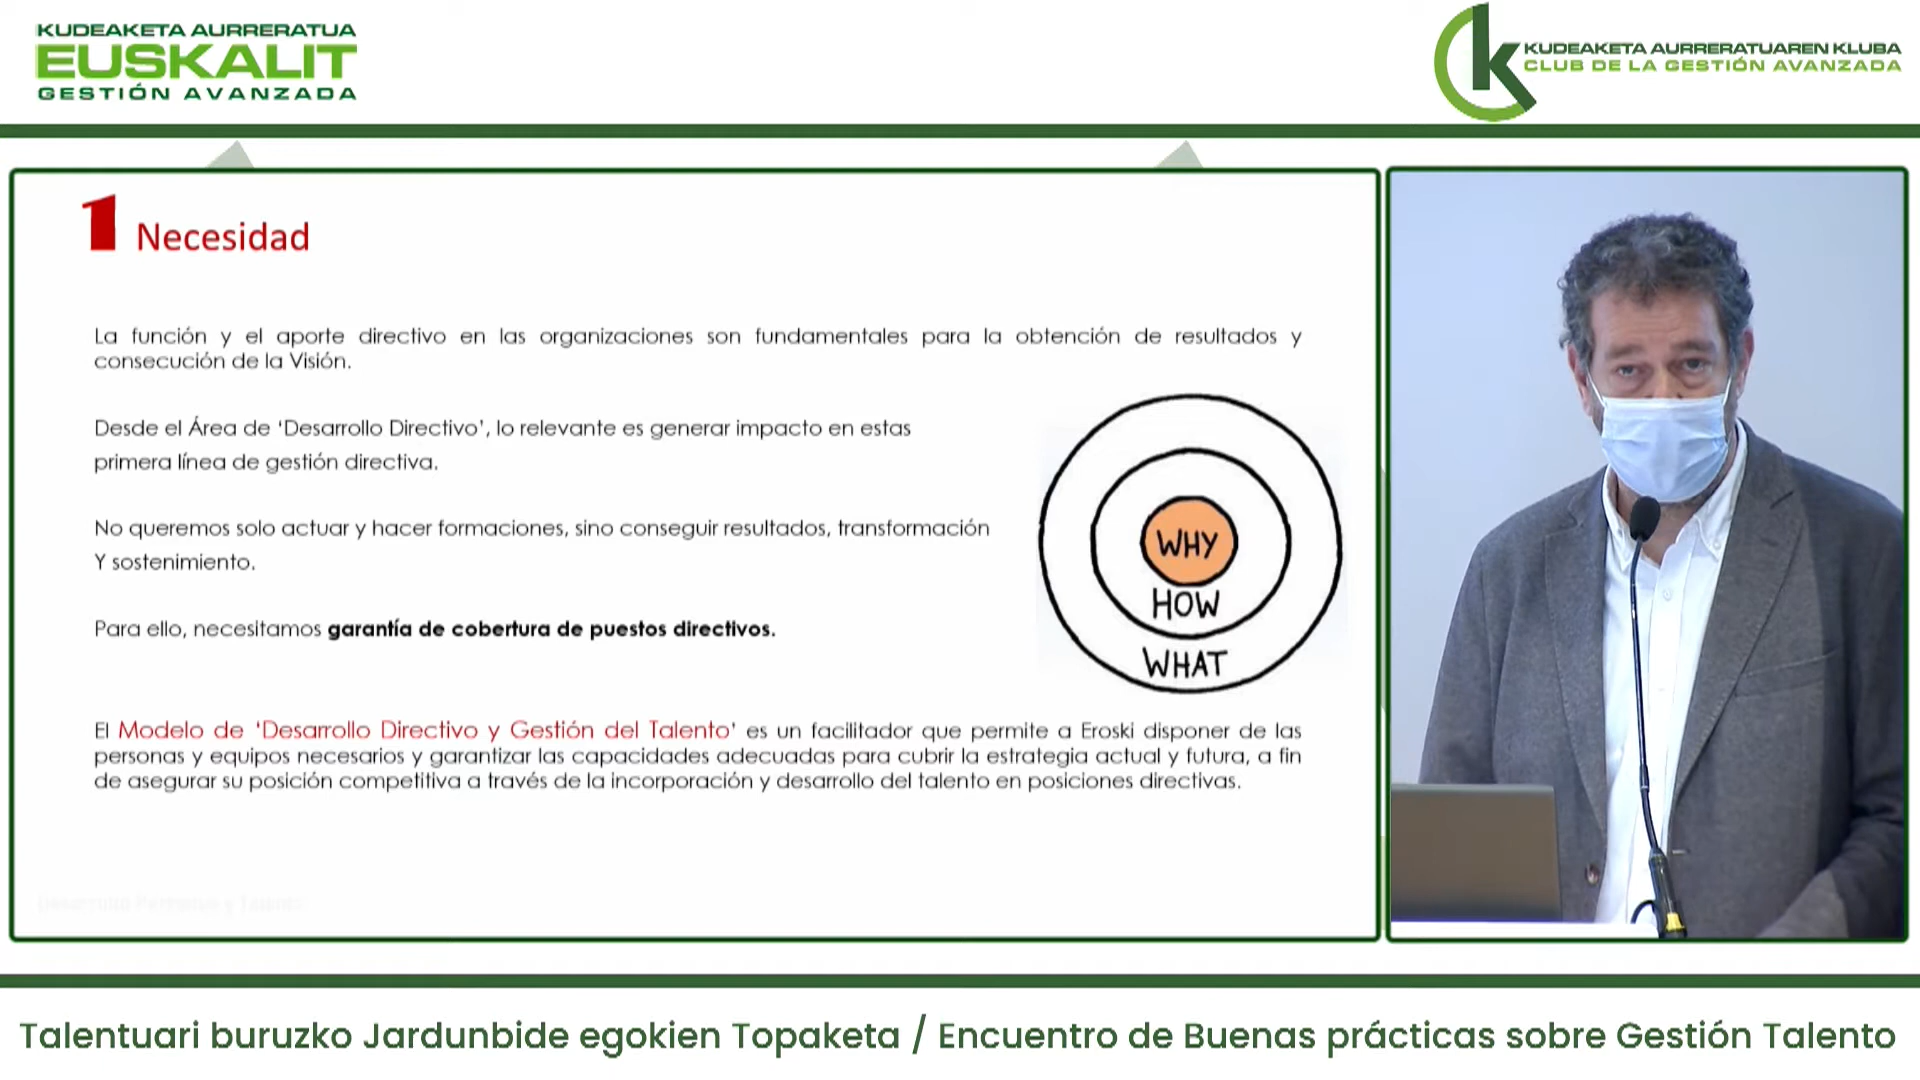 KUDEAKETA AURRERATUA
EUSKALIT
GESTIÓN AVANZADA
KUDEAKETA AURRERATUAREN KLUBA
CLUB DE LA GESTIÓN AVANZADA
1 Necesidad
La función y el aporte directivo en las organizaciones son fundamentales para la obtención de resultados y
consecución de la Visión.
Desde el Área de ‘Desarrollo Directivo’, lo relevante es generar impacto en estas
primera línea de gestión directiva.
No queremos solo actuar y hacer formaciones, sino conseguir resultados, transformación
Y sostenimiento.
Para ello, necesitamos garantía de cobertura de puestos directivos.
WHY
HOW
WHAT
El Modelo de ‘Desarrollo Directivo y Gestión del Talento’ es un facilitador que permite a Eroski disponer de las
personas y equipos necesarios y garantizar las capacidades adecuadas para cubrir la estrategia actual y futura, a fin
de asegurar su posición competitiva a través de la incorporación y desarrollo del talento en posiciones directivas.
Talentuari buruzko Jardunbide egokien Topaketa / Encuentro de Buenas prácticas sobre Gestión Talento